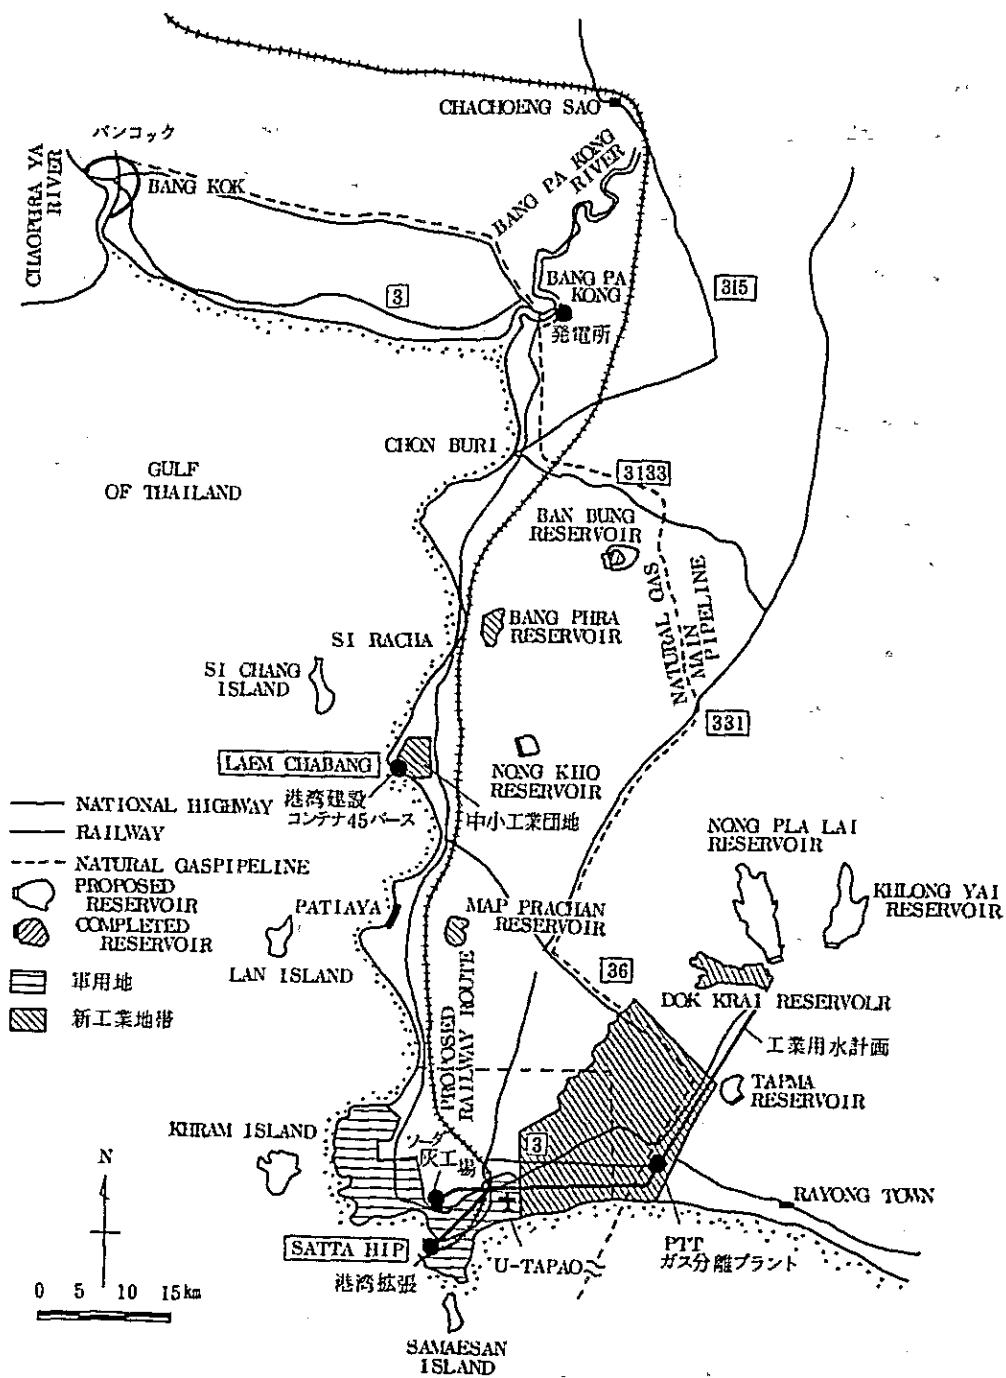 CHACHOENG SAO
バンコック
BANG KOK
CHAOPHRA YA
RIVER
BANG PA KONG
RIVER
BANG PA
KONG
発電所
3
315
CHON BURI
GULF
OF THAILAND
3133
BAN BUNG
RESERVOIR
NATURAL GAS
MAIN
PIPELINE
BANG PHRA
RESERVOIR
SI RACHA
SI CHANG
ISLAND
331
LAEM CHABANG
港湾建設
コンテナ45バース
中小工業団地
NONG KHO
RESERVOIR
NATIONAL HIGHWAY
RAILWAY
NATURAL GASPIPELINE
PROPOSED
RESERVOIR
COMPLETED
RESERVOIR
軍用地
新工業地帯
NONG PLA LAI
RESERVOIR
KHLONG YAI
RESERVOIR
PATIAYA
MAP PRACHAN
RESERVOIR
LAN ISLAND
36
DOK KRAI RESERVOLR
工業用水計画
PROPOSED
RAILWAY ROUTE
TAPMA
RESERVOIR
KHRAM ISLAND
ソーダ
灰工場
3
N
RAYONG TOWN
SATTA HIP
港湾拡張
U-TAPAO
PTT
ガス分離プラント
0 5 10 15km
SAMAESAN
ISLAND